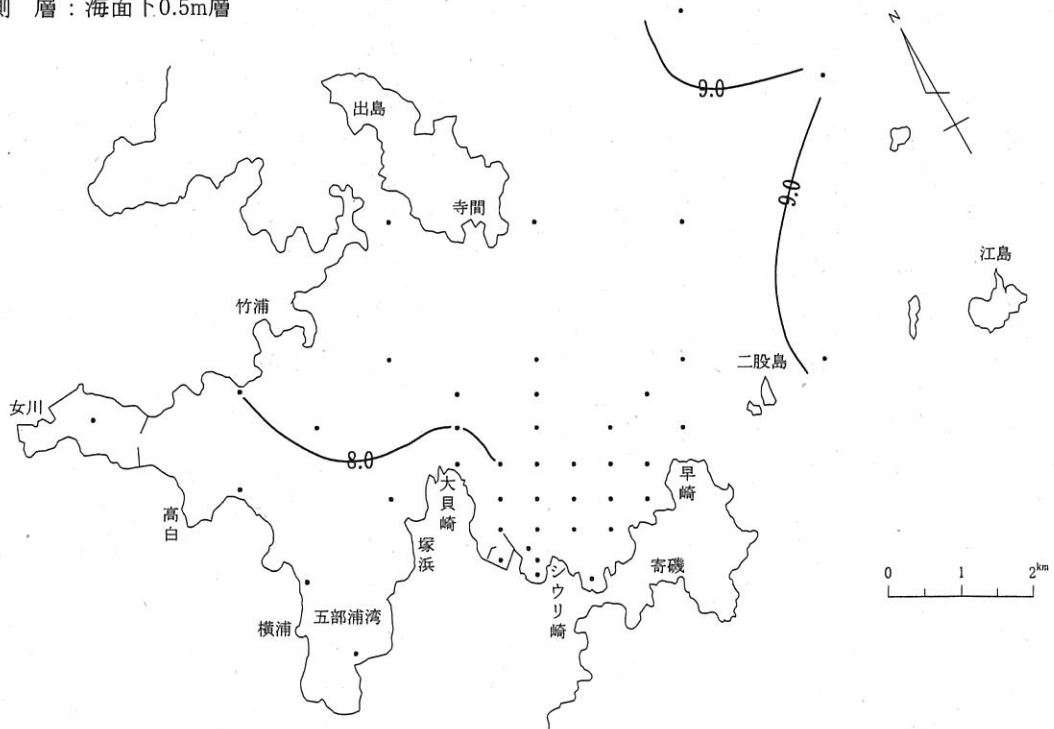 層：海面下0.5m層
N
9.0
出島
9.0
寺間
江島
竹浦
二股島
女川
8.0
大貝崎
早崎
高白
塚浜
寄磯
シウリ崎
0 1 2km
横浦
五部浦湾